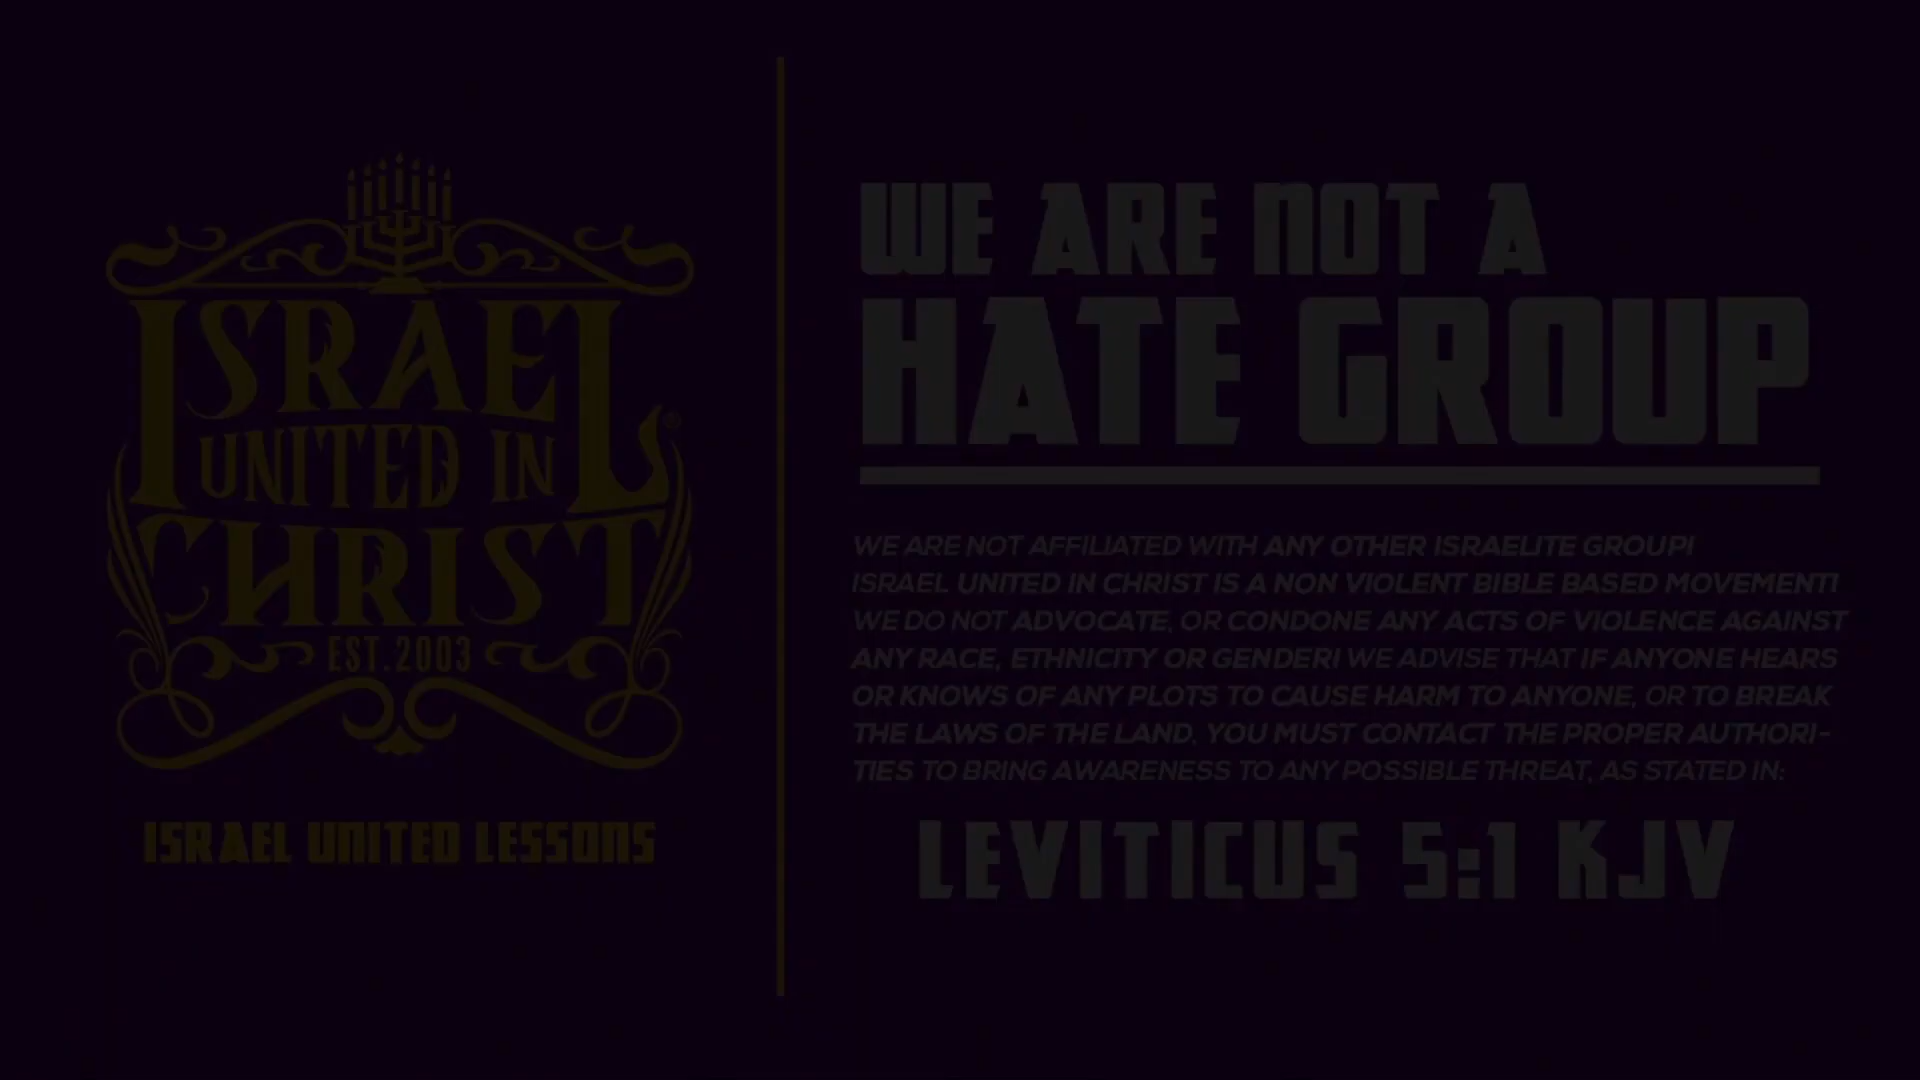 ISRAEL
UNITED IN
CHRIST
EST. 2003
ISRAEL UNITED LESSONS
WE ARE NOT A
HATE GROUP
WE ARE NOT AFFILIATED WITH ANY OTHER ISRAELITE GROUP!
ISRAEL UNITED IN CHRIST IS A NON VIOLENT BIBLE BASED MOVEMENT!
WE DO NOT ADVOCATE, OR CONDONE ANY ACTS OF VIOLENCE AGAINST
ANY RACE, ETHNICITY OR GENDER! WE ADVISE THAT IF ANYONE HEARS
OR KNOWS OF ANY PLOTS TO CAUSE HARM TO ANYONE, OR TO BREAK
THE LAWS OF THE LAND. YOU MUST CONTACT THE PROPER AUTHORI-
TIES TO BRING AWARENESS TO ANY POSSIBLE THREAT, AS STATED IN:
LEVITICUS 5:1 KJV